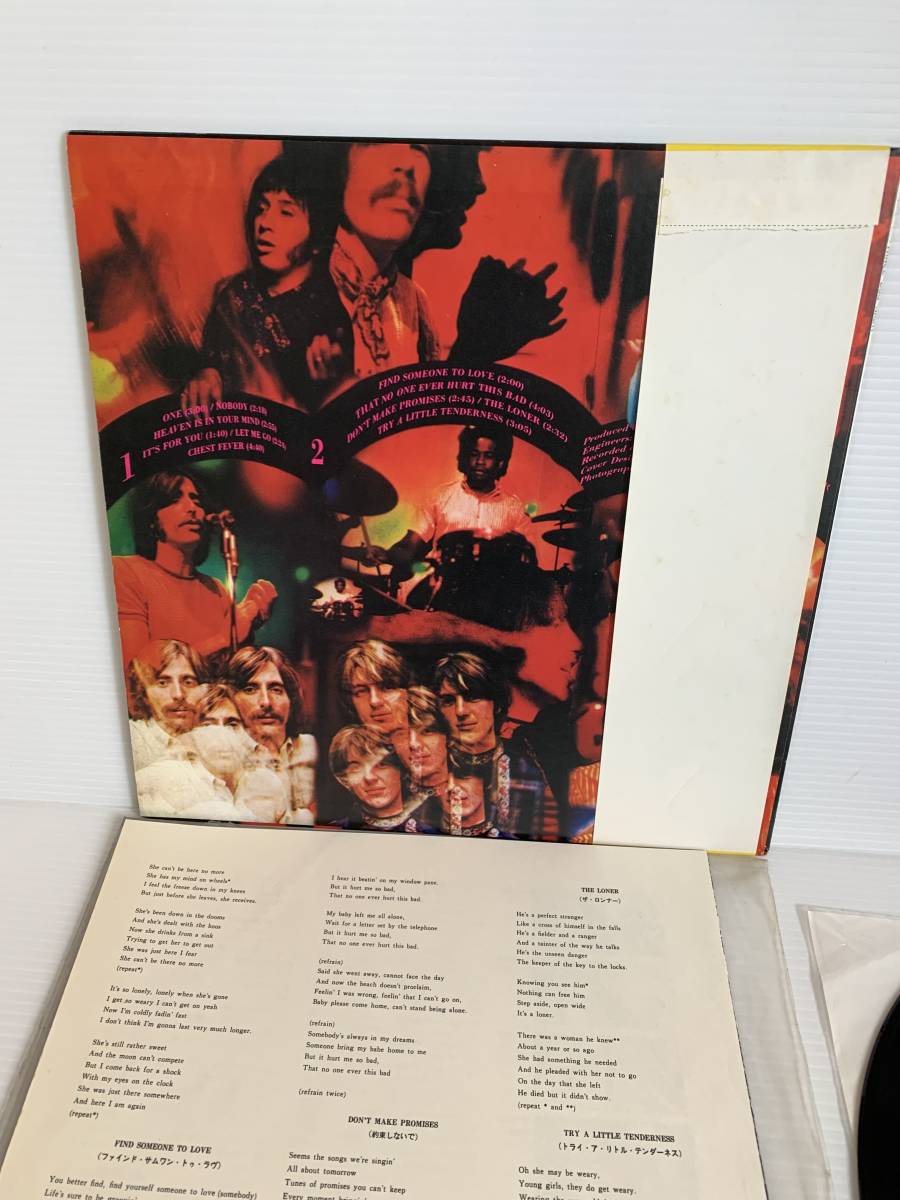 1
ONE (3:00) / NOBODY (2:18)
HEAVEN IS IN YOUR MIND (2:55)
IT'S FOR YOU (1:40) / LET ME GO (2:24)
CHEST FEVER (4:40)
2
FIND SOMEONE TO LOVE (2:00)
THAT NO ONE EVER HURT THIS BAD (4:03)
DON'T MAKE PROMISES (2:45) / THE LONER (2:32)
TRY A LITTLE TENDERNESS (3:05)
Produced
Engineers:
Recorded
Cover Des
Photograp
She can't be here no more
She has my mind on wheels*
I feel the freeze down in my knees
But just before she leaves, she receives.
She's been down in the dooms
And she's dealt with the boos
Now she drinks from a sink
Trying to get her to get out
She was just here I fear
She can't be there no more
(repeat*)
It's so lonely, lonely when she's gone
I get so weary I can't get on yeah
Now I'm coldly fadin' fast
I don't think I'm gonna last very much longer.
She's still rather sweet
And the moon can't compete
But I come back for a shock
With my eyes on the clock
She was just there somewhere
And here I am again
(repeat*)
FIND SOMEONE TO LOVE
(ファインド・サムワン・トゥ・ラヴ)
You better find, find yourself someone to love (somebody)
Life's sure to be
I hear it beatin' on my window pane.
But it hurt me so bad,
That no one ever hurt this bad.
My baby left me all alone,
Wait for a letter set by the telephone
But it hurt me so bad,
That no one ever hurt this bad.
(refrain)
Said she went away, cannot face the day
And now the beach doesn't proclaim,
Feelin' I was wrong, feelin' that I can't go on,
Baby please come home, can't stand being alone.
(refrain)
Somebody's always in my dreams
Someone bring my babe home to me
But it hurt me so bad,
That no one ever this bad
(refrain twice)
DON'T MAKE PROMISES
(約束しないで)
Seems the songs we're singin'
All about tomorrow
Tunes of promises you can't keep
Every moment
THE LONER
(ザ・ロンナー)
He's a perfect stranger
Like a cross of himself in the falls
He's a fielder and a ranger
And a tainter of the way he talks
He's the unseen danger
The keeper of the key to the locks.
Knowing you see him*
Nothing can free him
Step aside, open wide
It's a loner.
There was a woman he knew**
About a year or so ago
She had something he needed
And he pleaded with her not to go
On the day that she left
He died but it didn't show.
(repeat * and **)
TRY A LITTLE TENDERNESS
(トライ・ア・リトル・テンダーネス)
Oh she may be weary,
Young girls, they do get weary.
Wearing the